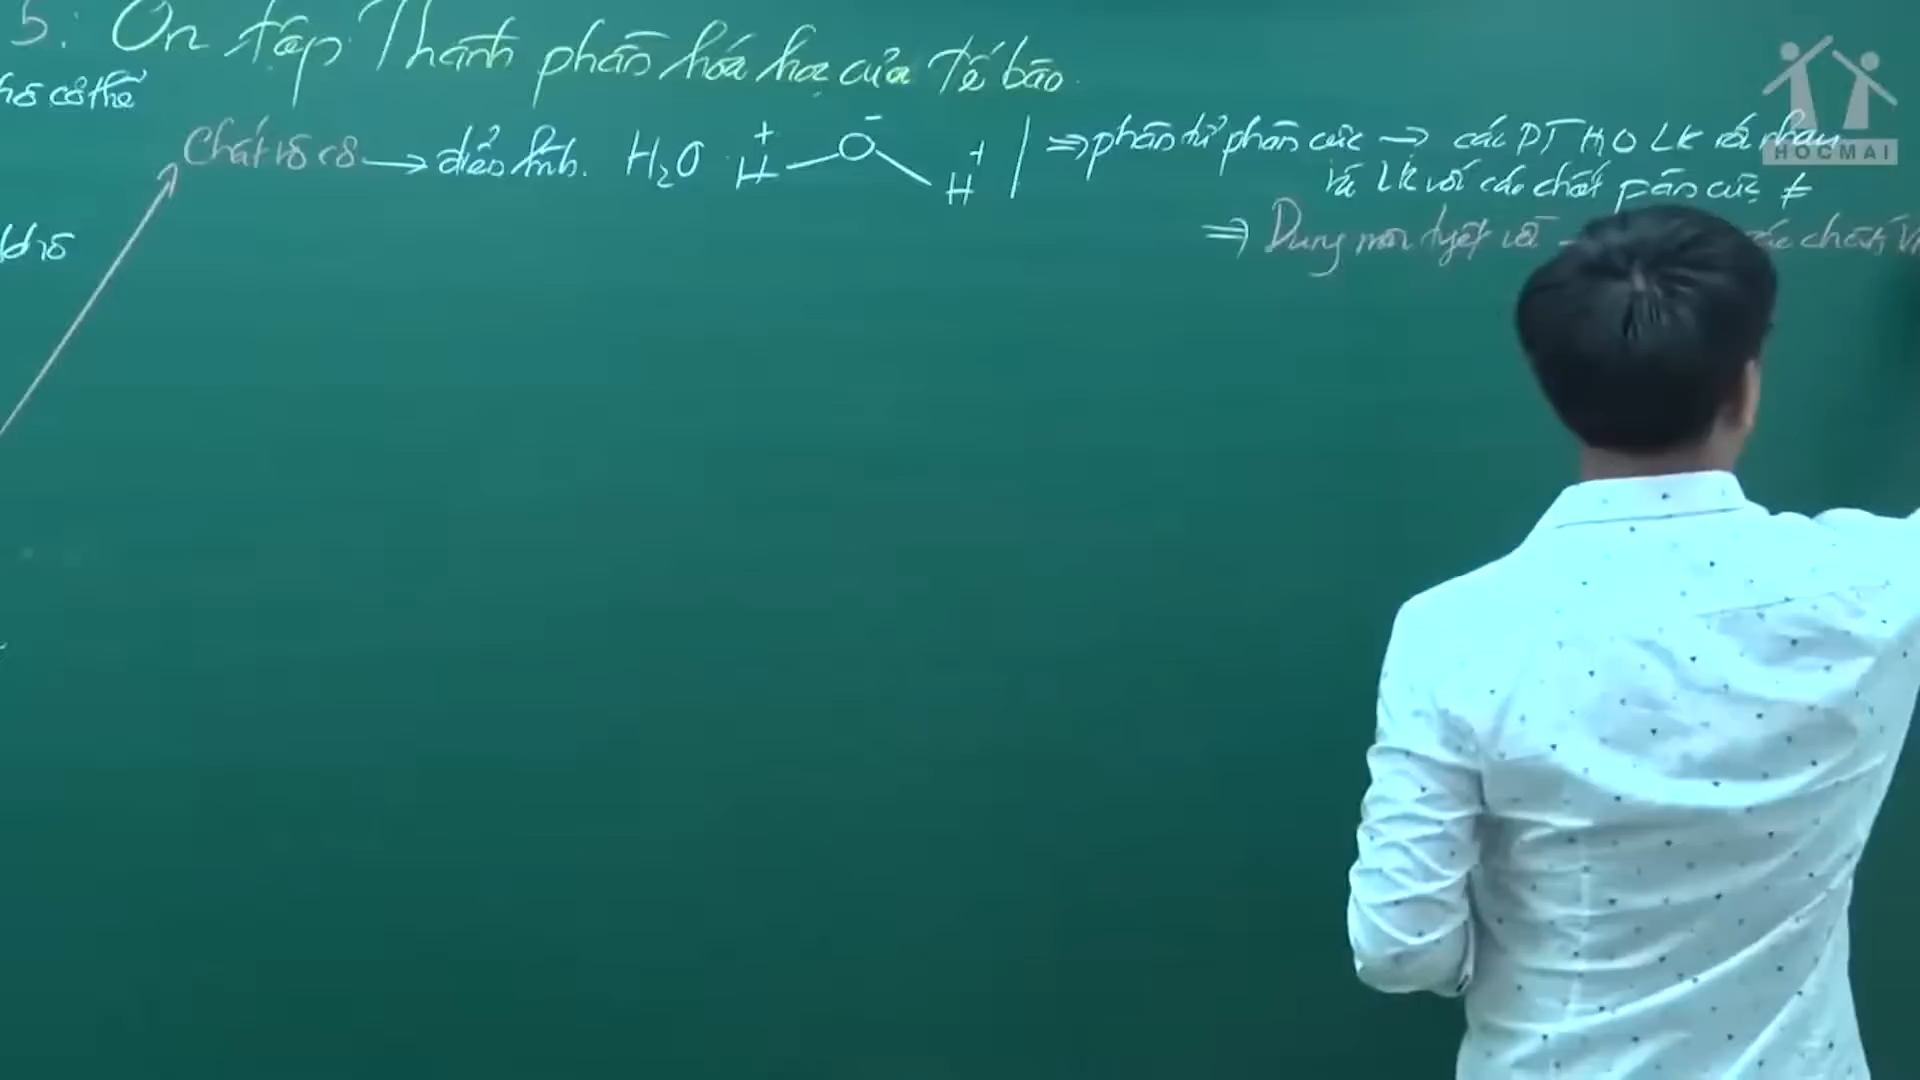 5: Ôn tập Thành phần hóa học của tế bào.
cơ thể
Chất vô cơ → điển hình. H₂O H⁺ O⁻ H⁺ ⇒ phân tử phân cực → các PT H₂O LK với nhau
và LK với các chất phân cực ≠
⇒ Dung môi tuyệt vời các chất
HOCMAI